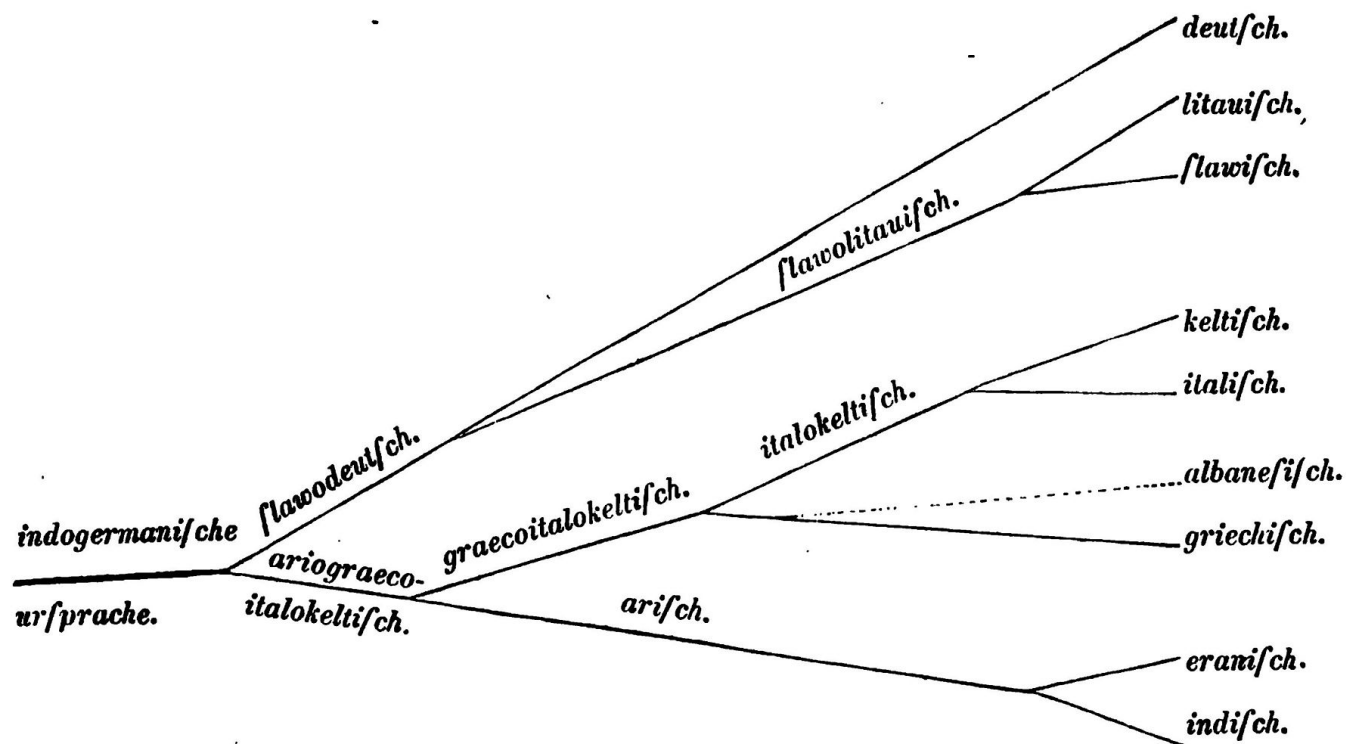 deutſch.
litauiſch.
ſlawiſch.
ſlawolitauiſch.
keltiſch.
italiſch.
italokeltiſch.
ſlawodeutſch.
albaneſiſch.
graecoitalokeltiſch.
griechiſch.
indogermaniſche
urſprache.
ariograeco-
italokeltiſch.
ariſch.
eraniſch.
indiſch.